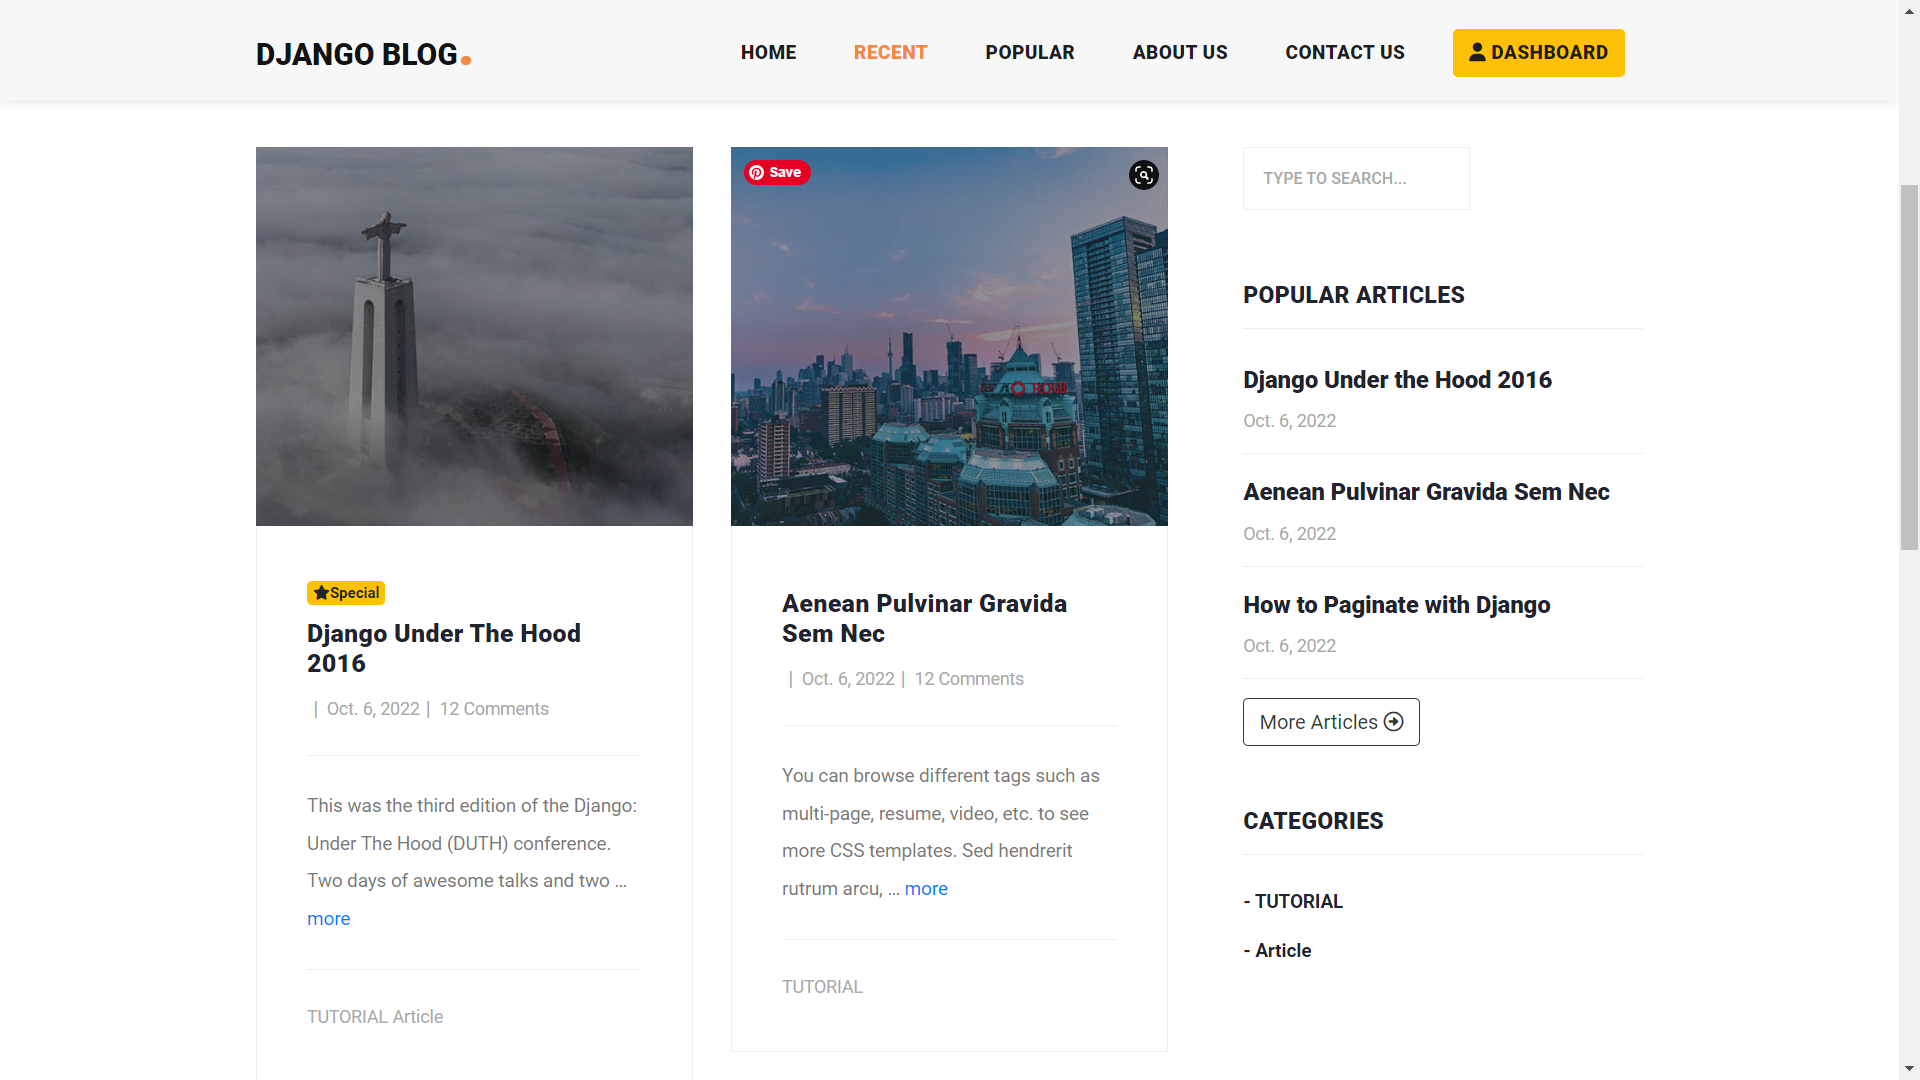 DJANGO BLOG.
HOME
RECENT
POPULAR
ABOUT US
CONTACT US
DASHBOARD
Special
Django Under The Hood
2016
| Oct. 6, 2022 | 12 Comments
This was the third edition of the Django:
Under The Hood (DUTH) conference.
Two days of awesome talks and two ...
more
TUTORIAL Article
Save
Aenean Pulvinar Gravida
Sem Nec
| Oct. 6, 2022 | 12 Comments
You can browse different tags such as
multi-page, resume, video, etc. to see
more CSS templates. Sed hendrerit
rutrum arcu, ... more
TUTORIAL
TYPE TO SEARCH...
POPULAR ARTICLES
Django Under the Hood 2016
Oct. 6, 2022
Aenean Pulvinar Gravida Sem Nec
Oct. 6, 2022
How to Paginate with Django
Oct. 6, 2022
More Articles
CATEGORIES
- TUTORIAL
- Article